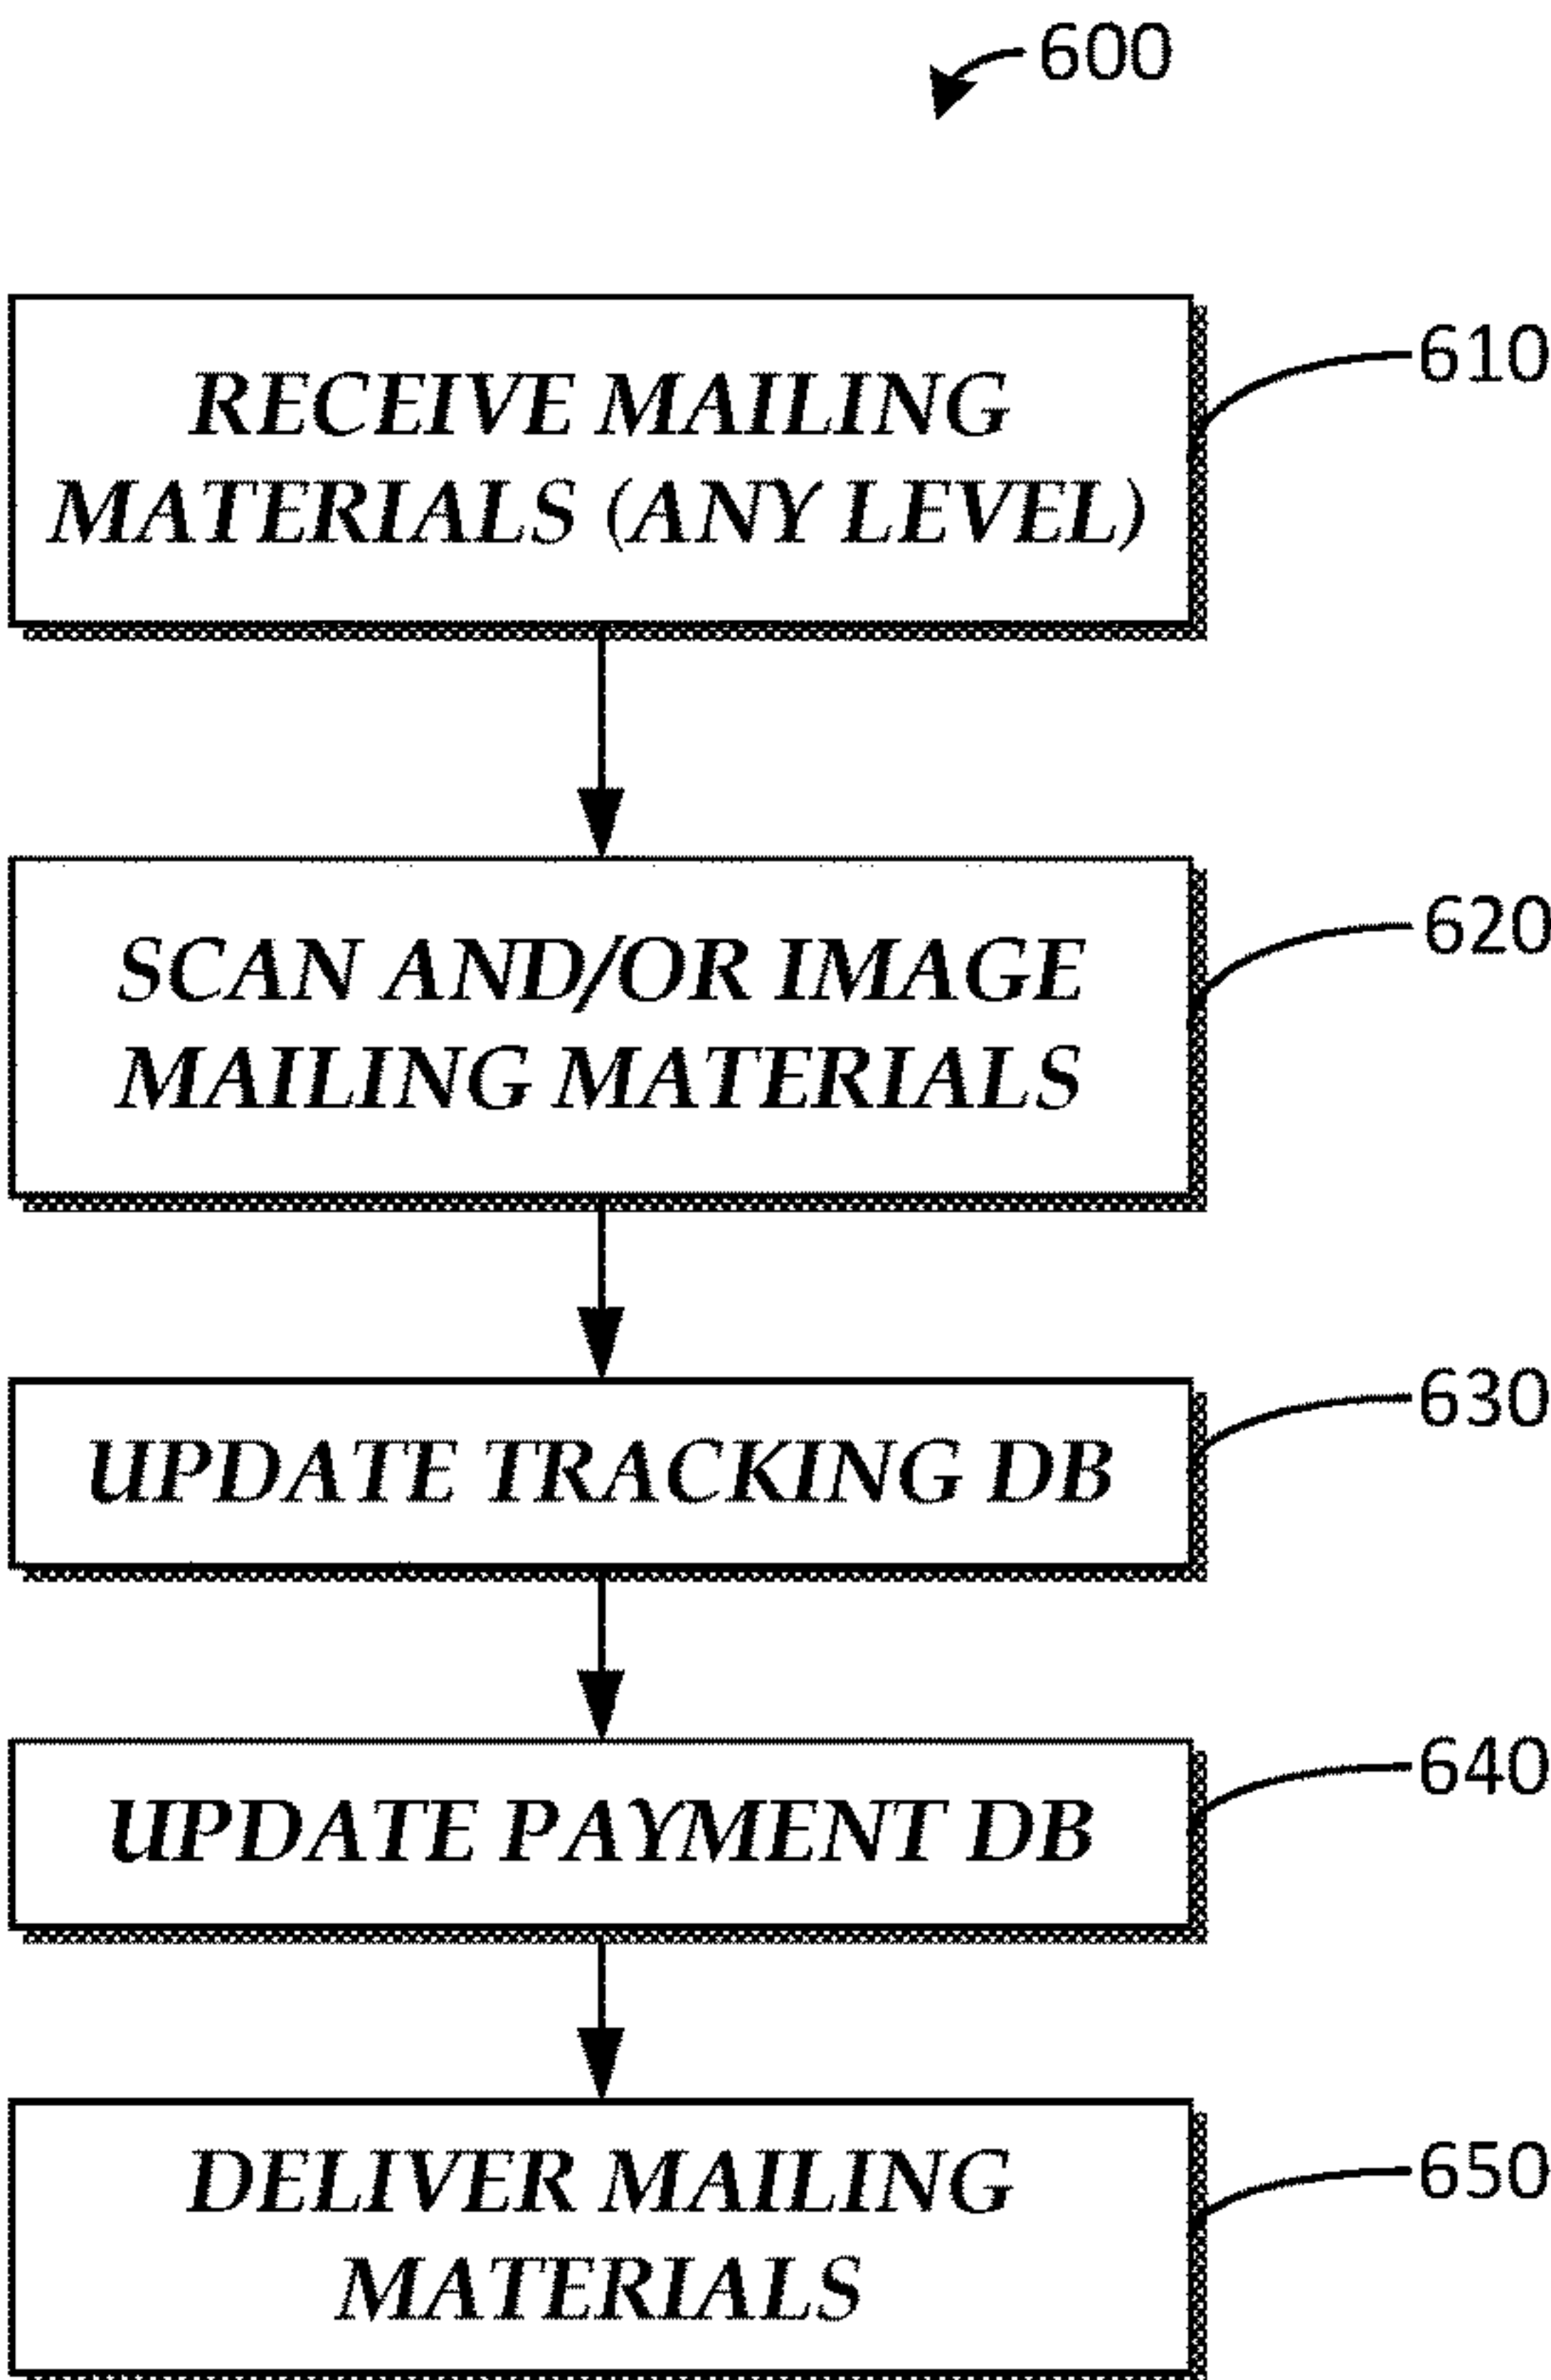 600
RECEIVE MAILING
MATERIALS (ANY LEVEL)
610
SCAN AND/OR IMAGE
MAILING MATERIALS
620
UPDATE TRACKING DB
630
UPDATE PAYMENT DB
640
DELIVER MAILING
MATERIALS
650